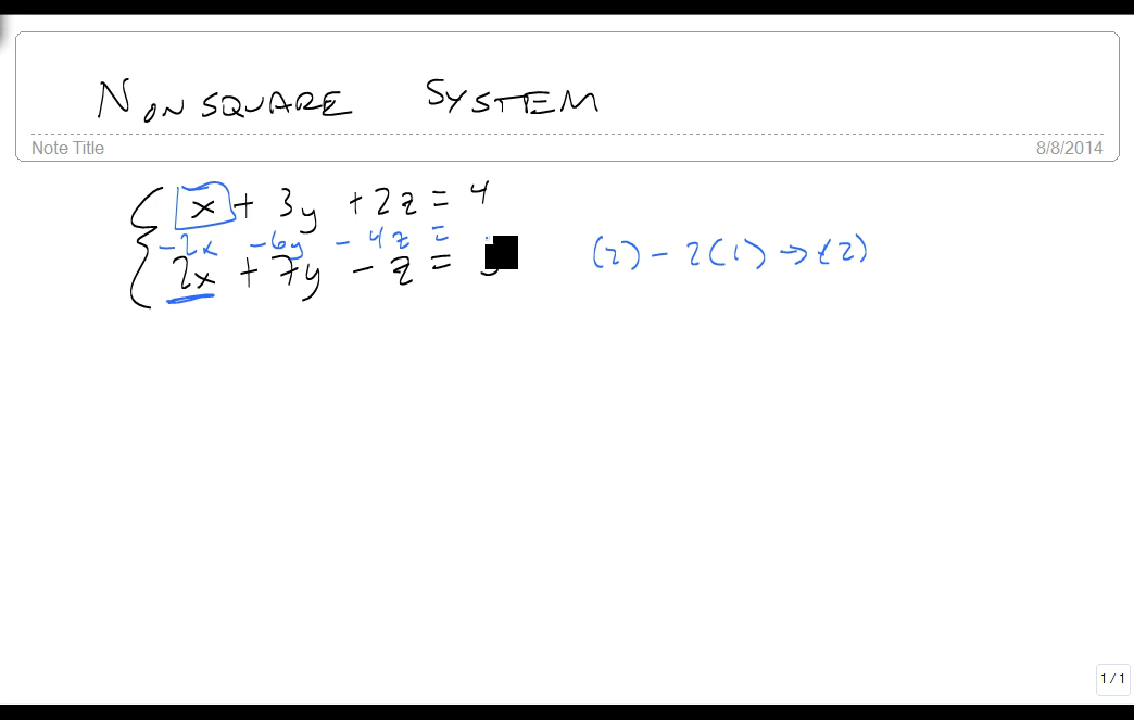 NONSQUARE SYSTEM
Note Title 8/8/2014
x + 3y + 2z = 4
-2x -6y - 4z =
2x + 7y - z = (2) - 2(1) → (2)
1/1